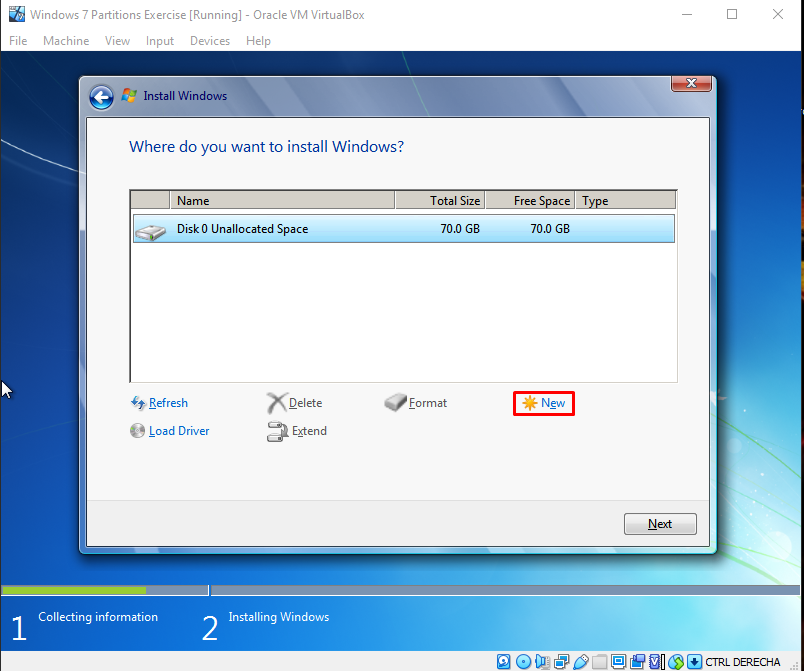 Windows 7 Partitions Exercise [Running] - Oracle VM VirtualBox
File Machine View Input Devices Help
Install Windows
Where do you want to install Windows?
Name Total Size Free Space Type
Disk 0 Unallocated Space 70.0 GB 70.0 GB
Refresh Delete Format New
Load Driver Extend
Next
1 Collecting information 2 Installing Windows
CTRL DERECHA